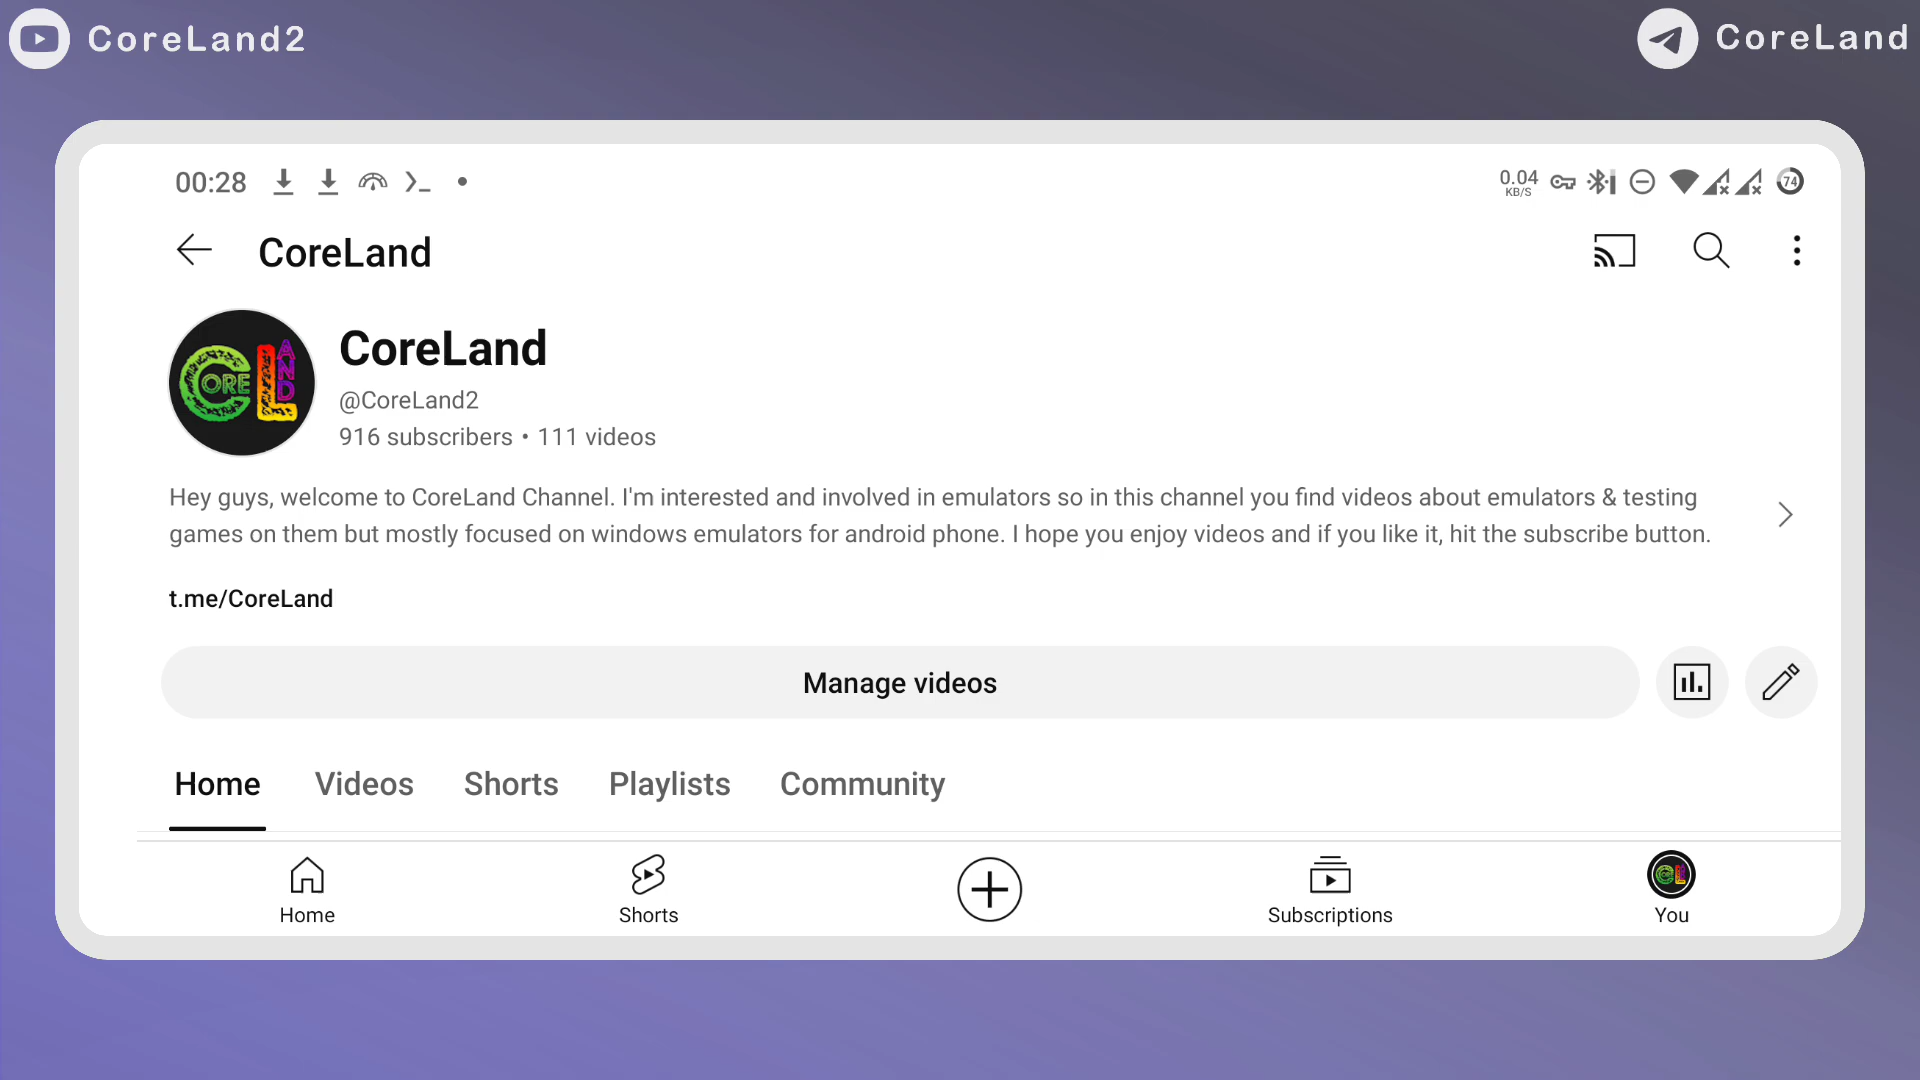 CoreLand2
CoreLand
00:28
0.04
KB/S
74
CoreLand
CORE LAND
CoreLand
@CoreLand2
916 subscribers • 111 videos
Hey guys, welcome to CoreLand Channel. I'm interested and involved in emulators so in this channel you find videos about emulators & testing
games on them but mostly focused on windows emulators for android phone. I hope you enjoy videos and if you like it, hit the subscribe button.
t.me/CoreLand
Manage videos
Home Videos Shorts Playlists Community
Home Shorts Subscriptions You